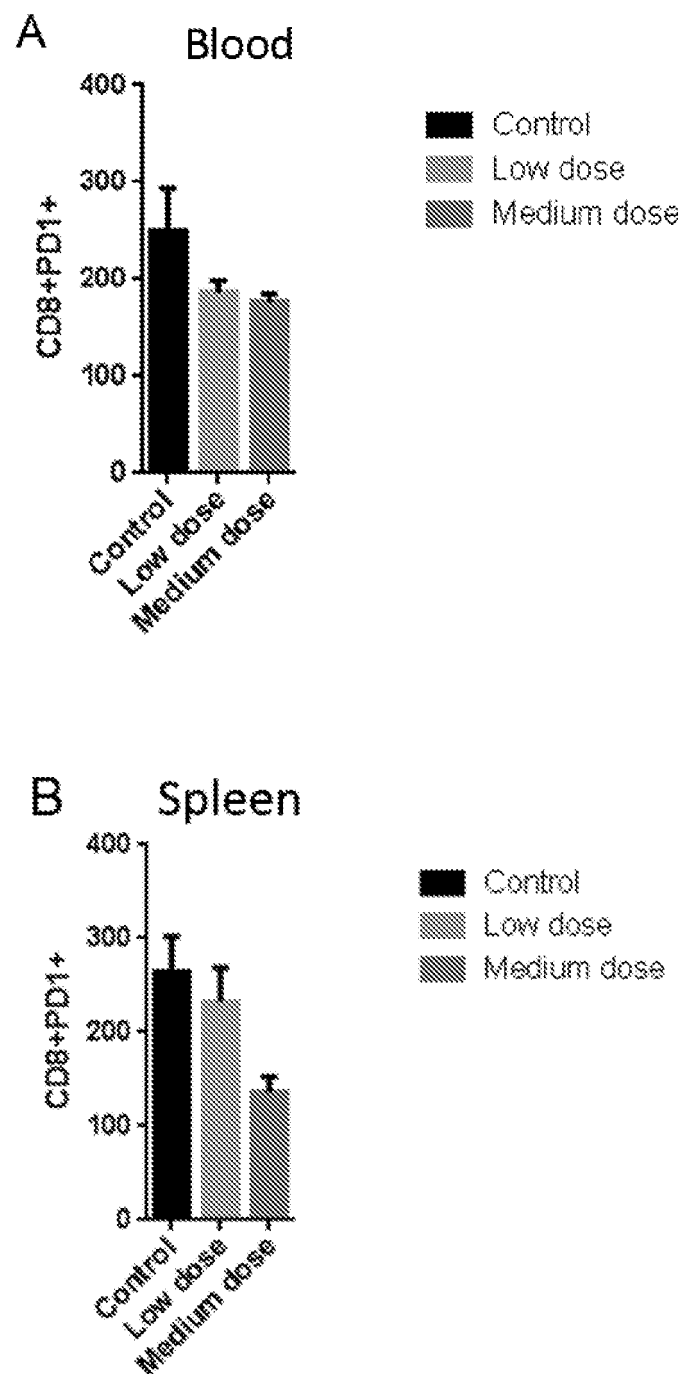 A
Blood
400
300
200
100
0
CD8+PD1+
Control
Low dose
Medium dose
Control
Low dose
Medium dose
B
Spleen
400
300
200
100
0
CD8+PD1+
Control
Low dose
Medium dose
Control
Low dose
Medium dose